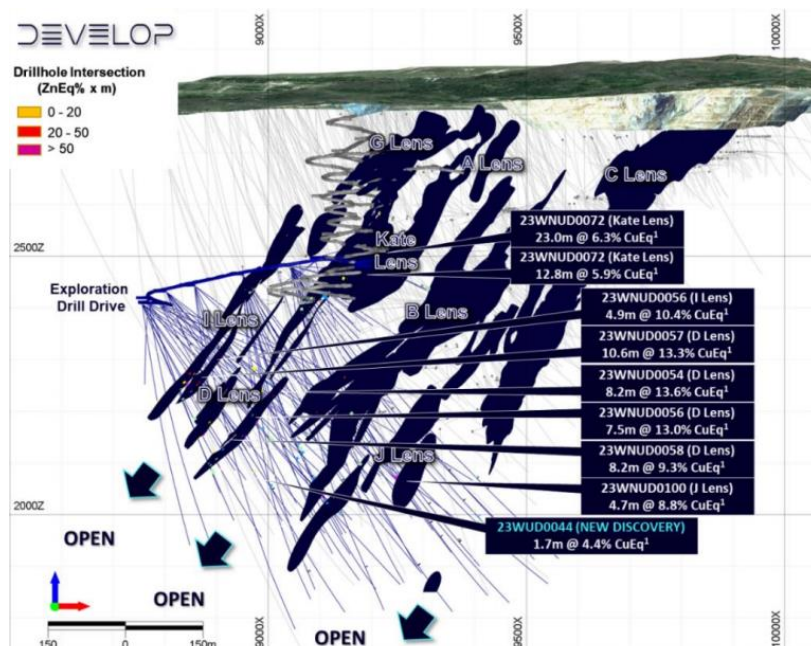 DEVELOP
Drillhole Intersection
(ZnEq% x m)
0 - 20
20 - 50
> 50
9000X
9500X
10000X
G Lens
A Lens
C Lens
Kate
Lens
2500Z
Exploration
Drill Drive
I Lens
B Lens
D Lens
J Lens
23WNUD0072 (Kate Lens)
23.0m @ 6.3% CuEq¹
23WNUD0072 (Kate Lens)
12.8m @ 5.9% CuEq¹
23WNUD0056 (I Lens)
4.9m @ 10.4% CuEq¹
23WNUD0057 (D Lens)
10.6m @ 13.3% CuEq¹
23WNUD0054 (D Lens)
8.2m @ 13.6% CuEq¹
23WNUD0056 (D Lens)
7.5m @ 13.0% CuEq¹
23WNUD0058 (D Lens)
8.2m @ 9.3% CuEq¹
23WNUD0100 (J Lens)
4.7m @ 8.8% CuEq¹
23WUD0044 (NEW DISCOVERY)
1.7m @ 4.4% CuEq¹
2000Z
OPEN
OPEN
OPEN
150
0
150m
9000X
9500X
10000X